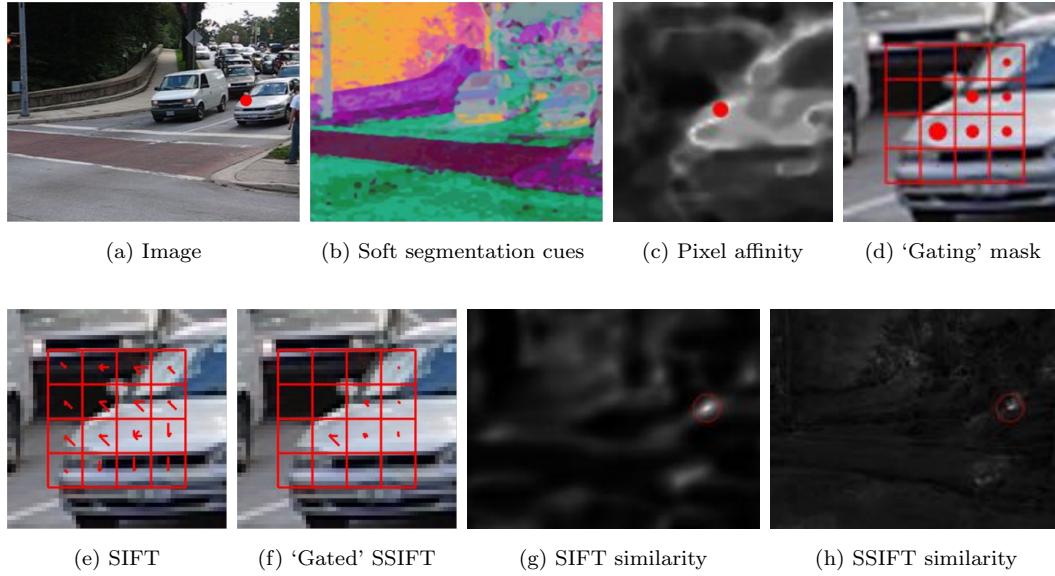 (a) Image
(b) Soft segmentation cues
(c) Pixel affinity
(d) ‘Gating’ mask
(e) SIFT
(f) ‘Gated’ SSIFT
(g) SIFT similarity
(h) SSIFT similarity